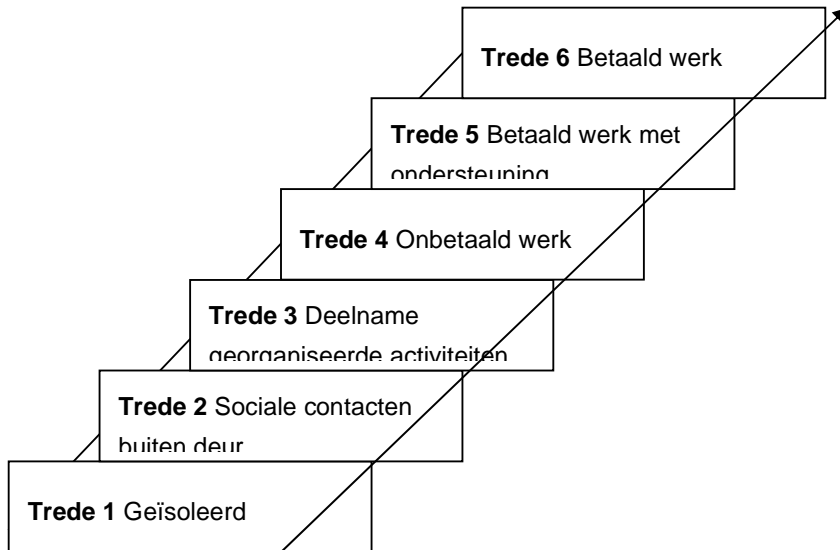 Trede 6 Betaald werk
Trede 5 Betaald werk met
ondersteuning
Trede 4 Onbetaald werk
Trede 3 Deelname
georganiseerde activiteiten
Trede 2 Sociale contacten
buiten deur
Trede 1 Geïsoleerd